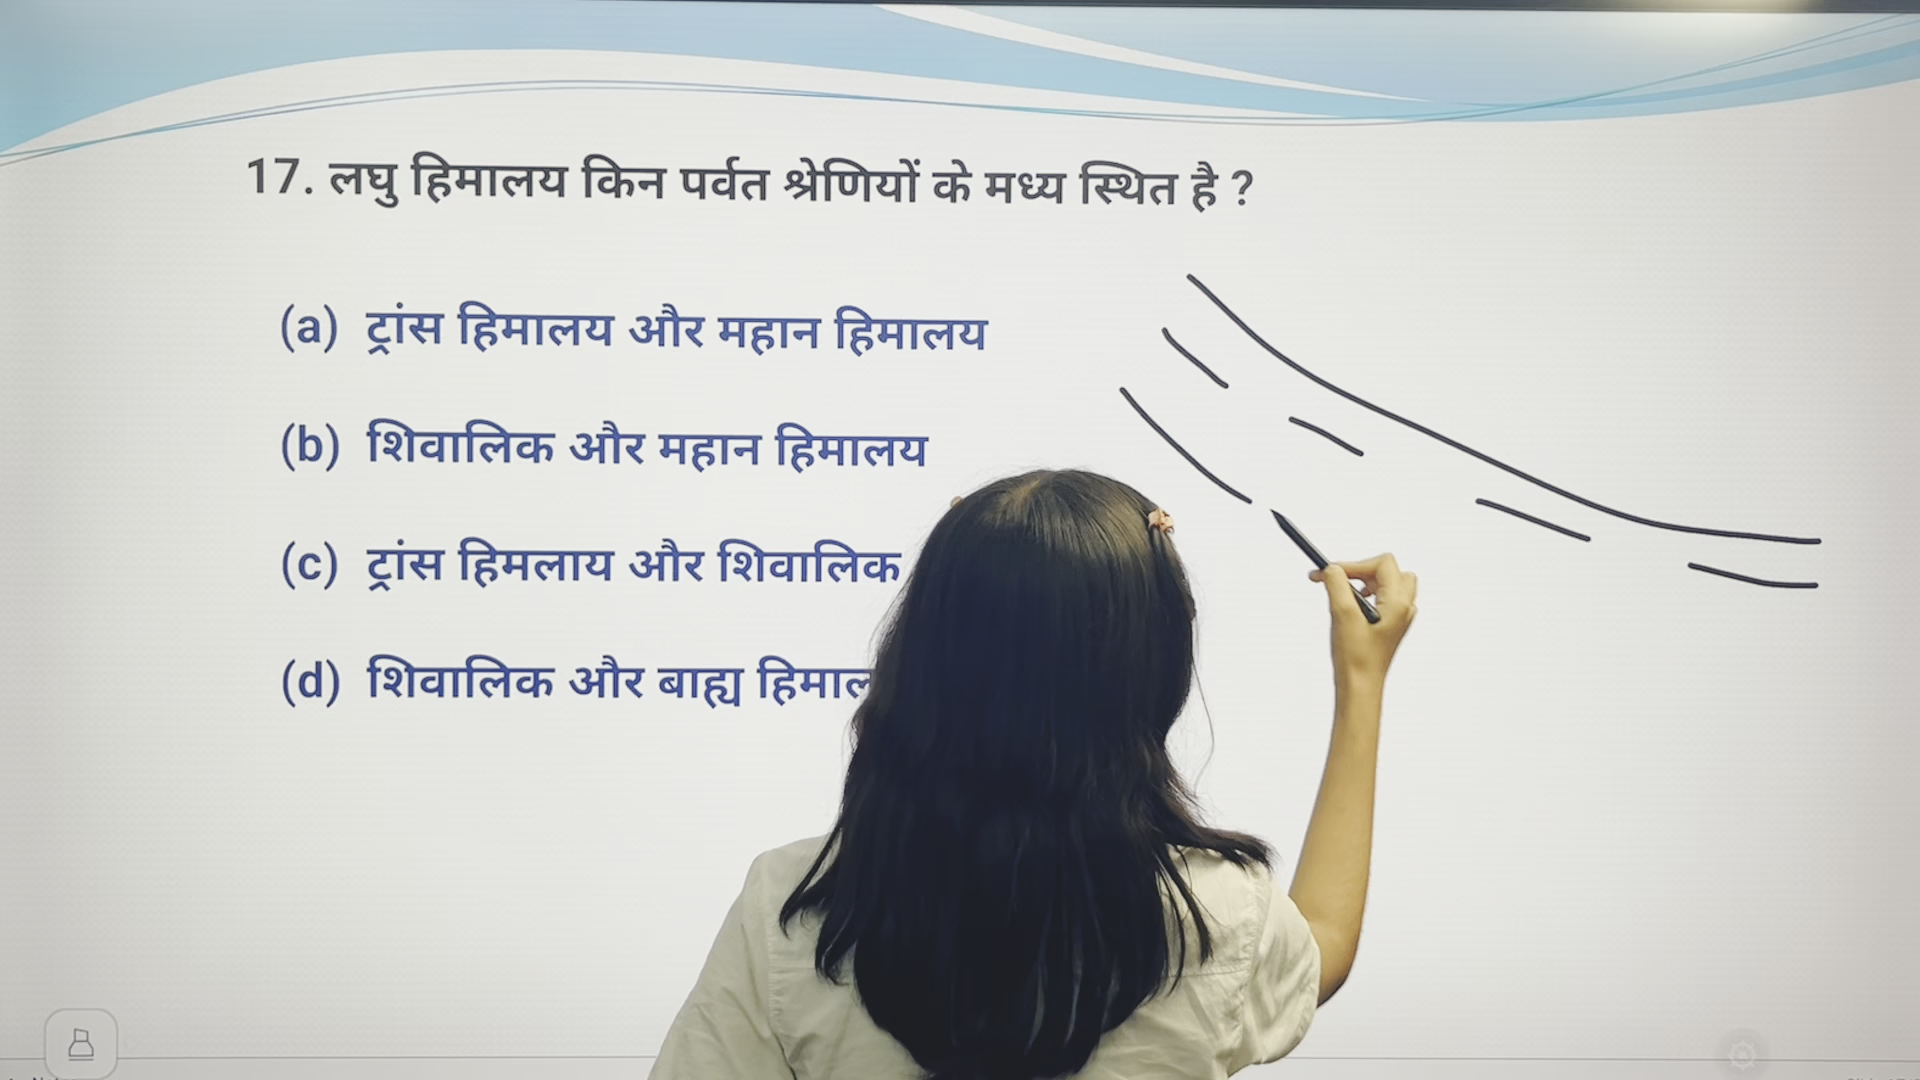 17. लघु हिमालय किन पर्वत श्रेणियों के मध्य स्थित है ?
(a) ट्रांस हिमालय और महान हिमालय
(b) शिवालिक और महान हिमालय
(c) ट्रांस हिमलाय और शिवालिक
(d) शिवालिक और बाह्य